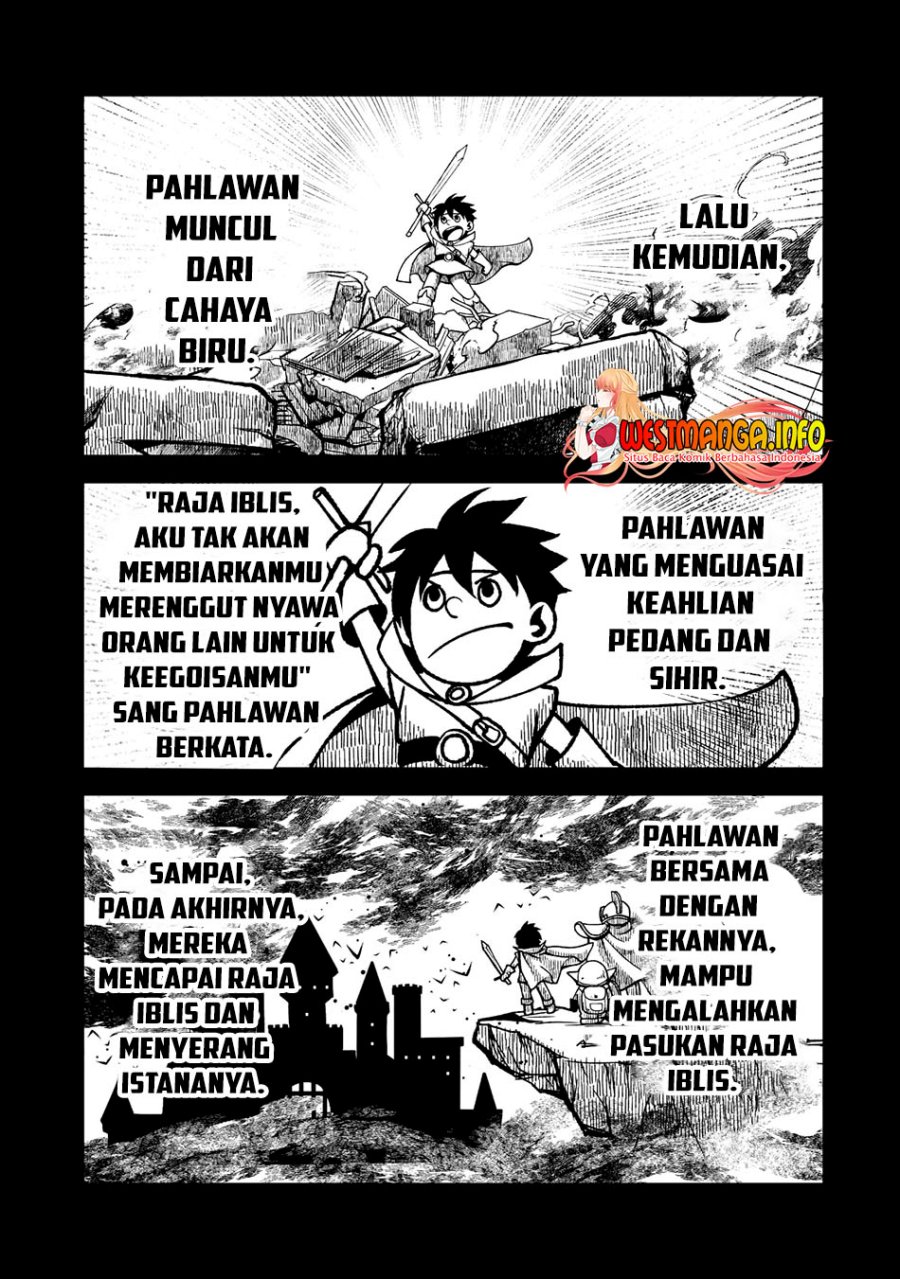 LALU
KEMUDIAN,
PAHLAWAN
MUNCUL
DARI
CAHAYA
BIRU.
WESTMANGA.INFO
Situs Baca Komik Berbahasa Indonesia
PAHLAWAN
YANG MENGUASAI
KEAHLIAN
PEDANG DAN
SIHIR.
"RAJA IBLIS,
AKU TAK AKAN
MEMBIARKANMU
MERENGGUT NYAWA
ORANG LAIN UNTUK
KEEGOISANMU"
SANG PAHLAWAN
BERKATA.
PAHLAWAN
BERSAMA
DENGAN
REKANNYA,
MAMPU
MENGALAHKAN
PASUKAN RAJA
IBLIS.
SAMPAI,
PADA AKHIRNYA,
MEREKA
MENCAPAI RAJA
IBLIS DAN
MENYERANG
ISTANANYA.